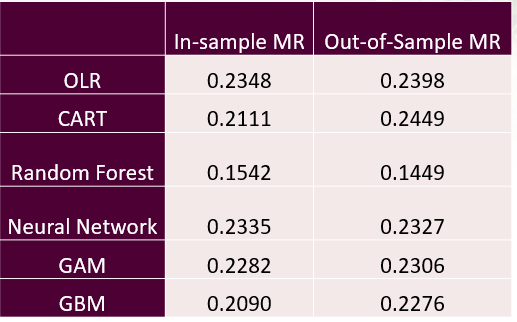 In-sample MR Out-of-Sample MR
OLR 0.2348 0.2398
CART 0.2111 0.2449
Random Forest 0.1542 0.1449
Neural Network 0.2335 0.2327
GAM 0.2282 0.2306
GBM 0.2090 0.2276